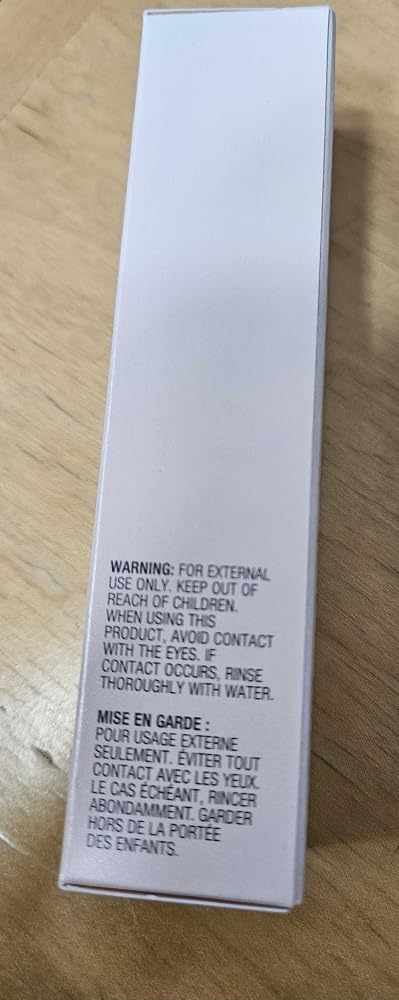 WARNING: FOR EXTERNAL
USE ONLY. KEEP OUT OF
REACH OF CHILDREN.
WHEN USING THIS
PRODUCT, AVOID CONTACT
WITH THE EYES. IF
CONTACT OCCURS, RINSE
THOROUGHLY WITH WATER.
MISE EN GARDE :
POUR USAGE EXTERNE
SEULEMENT. ÉVITER TOUT
CONTACT AVEC LES YEUX.
LE CAS ÉCHÉANT, RINCER
ABONDAMMENT. GARDER
HORS DE LA PORTÉE
DES ENFANTS.